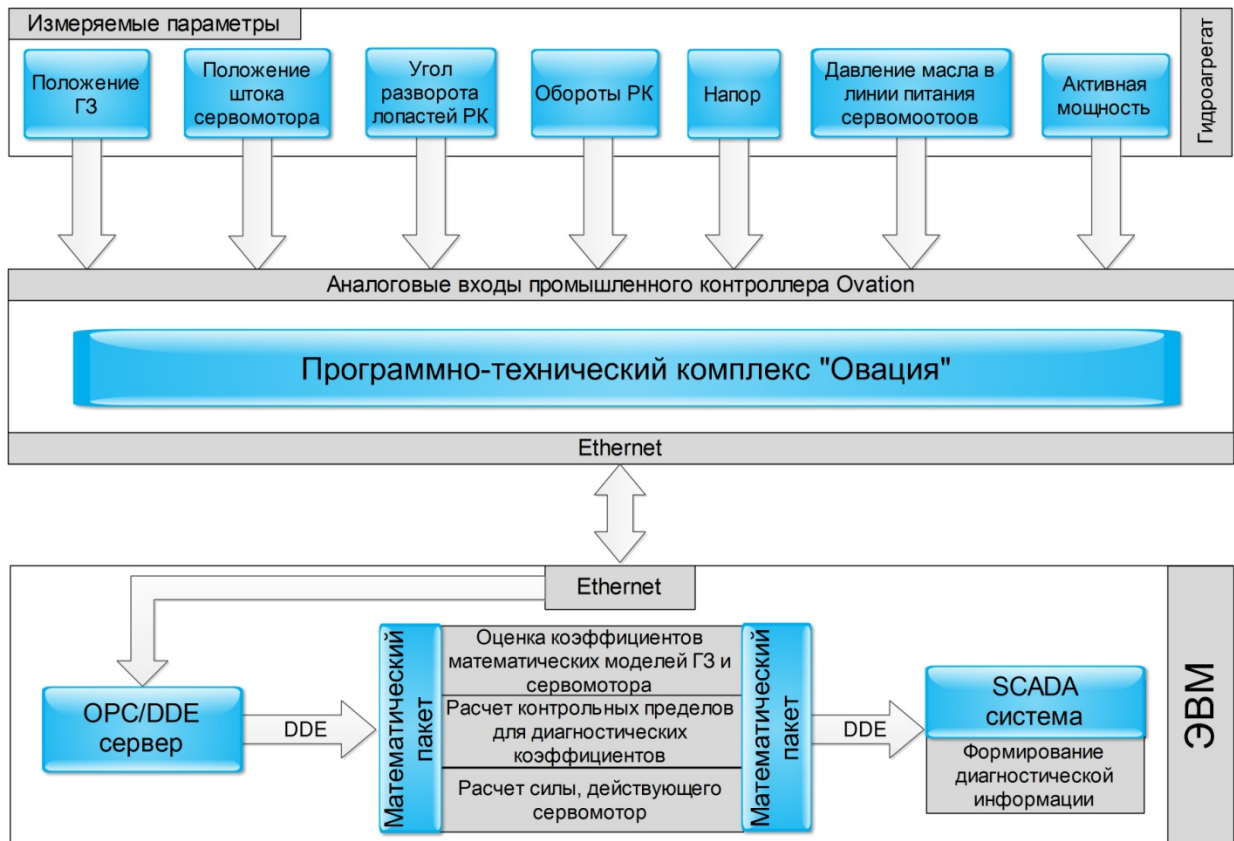 Измеряемые параметры
Гидроагрегат
Положение
ГЗ
Положение
штока
сервомотора
Угол
разворота
лопастей РК
Обороты РК
Напор
Давление масла в
линии питания
сервомоотоов
Активная
мощность
Аналоговые входы промышленного контроллера Ovation
Программно-технический комплекс "Овация"
Ethernet
Ethernet
ЭВМ
OPC/DDE
сервер
DDE
Математический
пакет
Оценка коэффициентов
математических моделей ГЗ и
сервомотора
Расчет контрольных пределов
для диагностических
коэффициентов
Расчет силы, действующего
сервомотор
Математический
пакет
DDE
SCADA
система
Формирование
диагностической
информации